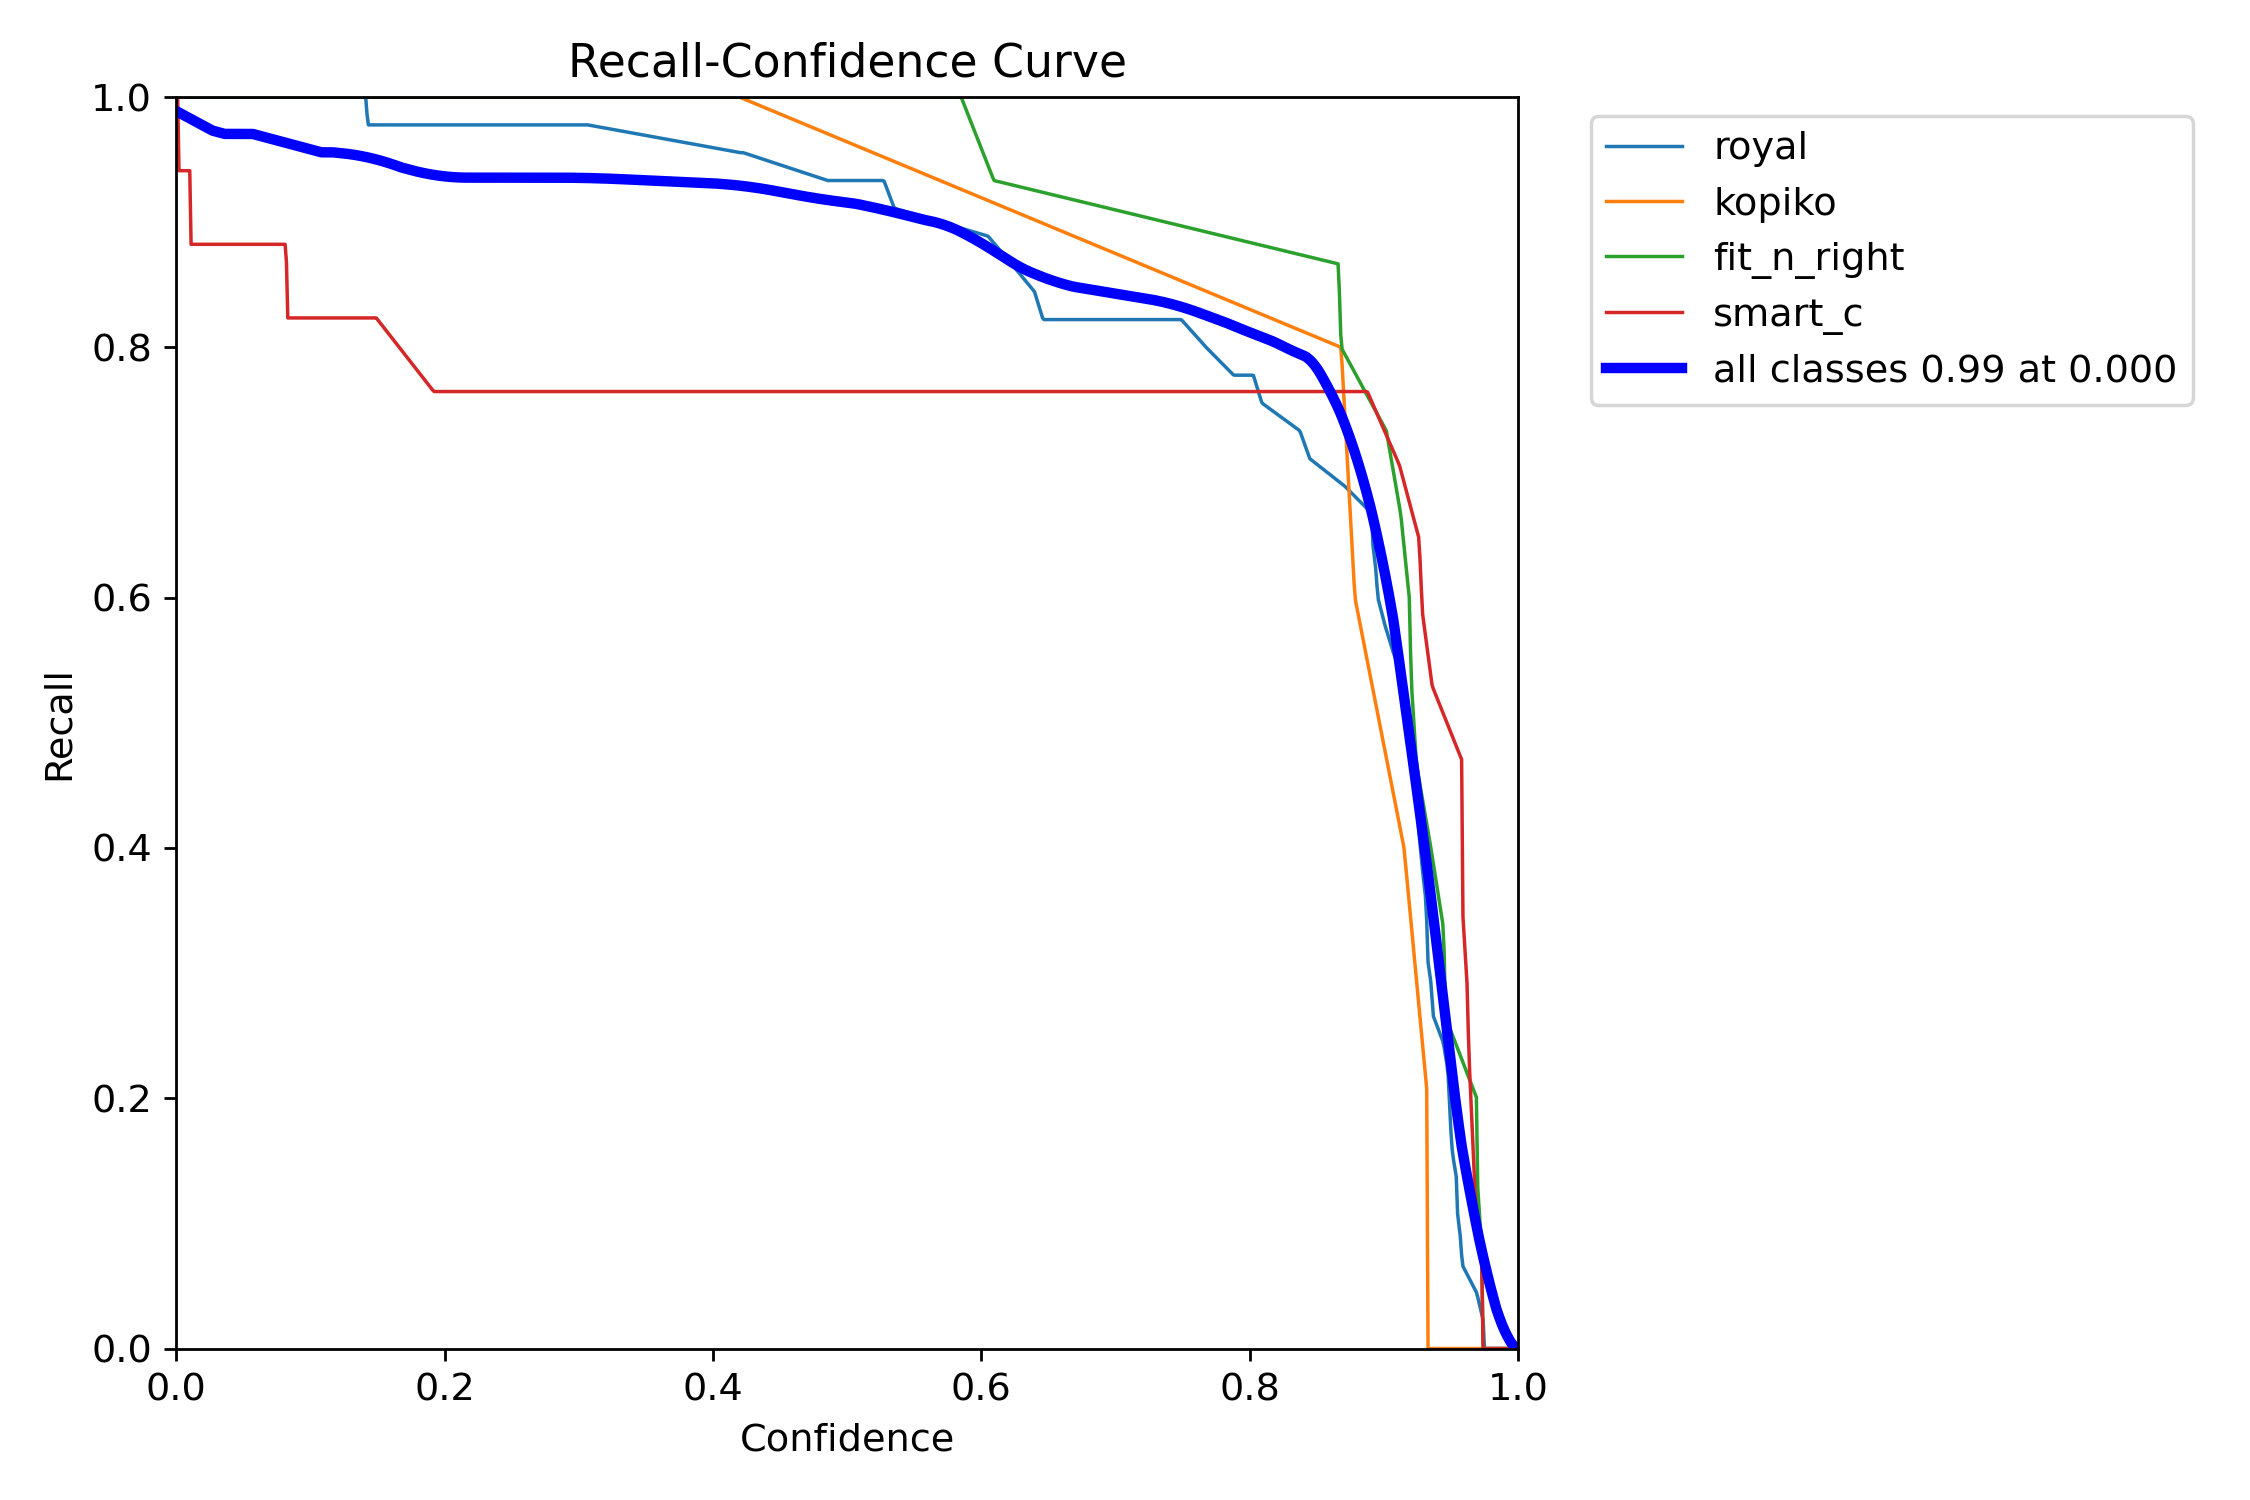 Recall-Confidence Curve
1.0
0.8
0.6
0.4
0.2
0.0
Recall
0.0 0.2 0.4 0.6 0.8 1.0
Confidence
royal
kopiko
fit_n_right
smart_c
all classes 0.99 at 0.000